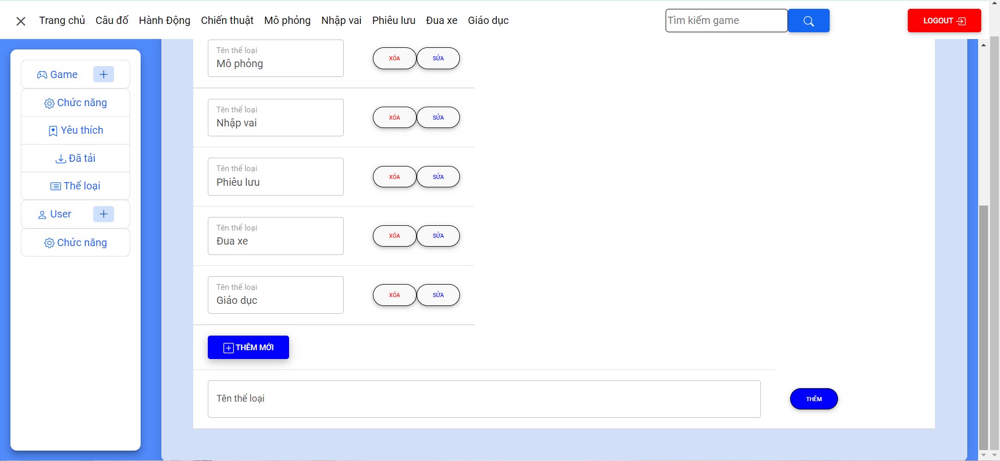 Trang chủ Câu đố Hành Động Chiến thuật Mô phỏng Nhập vai Phiêu lưu Đua xe Giáo dục Tìm kiếm game LOGOUT
Game
Chức năng
Yêu thích
Đã tải
Thể loại
User
Chức năng
Tên thể loại
Mô phỏng
XÓA SỬA
Tên thể loại
Nhập vai
XÓA SỬA
Tên thể loại
Phiêu lưu
XÓA SỬA
Tên thể loại
Đua xe
XÓA SỬA
Tên thể loại
Giáo dục
XÓA SỬA
THÊM MỚI
Tên thể loại
THÊM